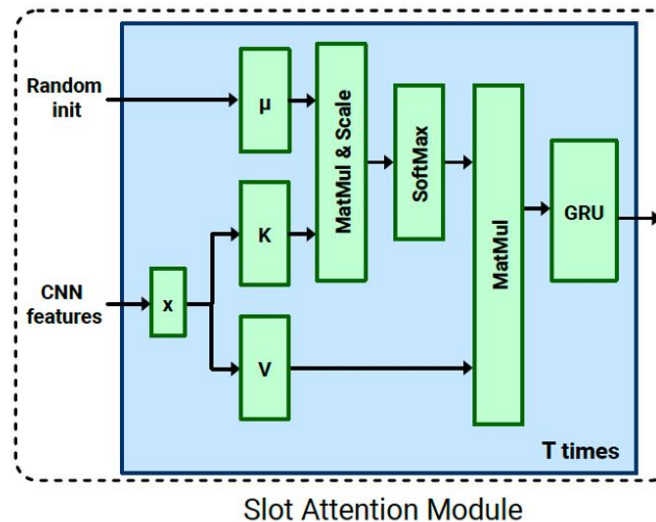 Random
init
μ
MatMul & Scale
SoftMax
K
MatMul
GRU
CNN
features
x
V
T times
Slot Attention Module